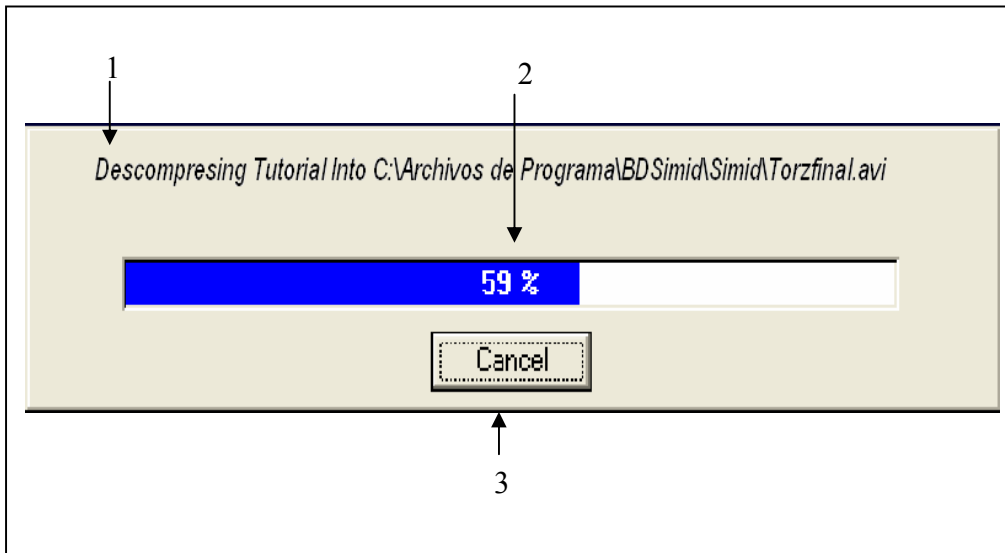 1
2
Descompresing Tutorial Into C:\Archivos de Programa\BDSimid\Simid\Torzfinal.avi
59 %
Cancel
3